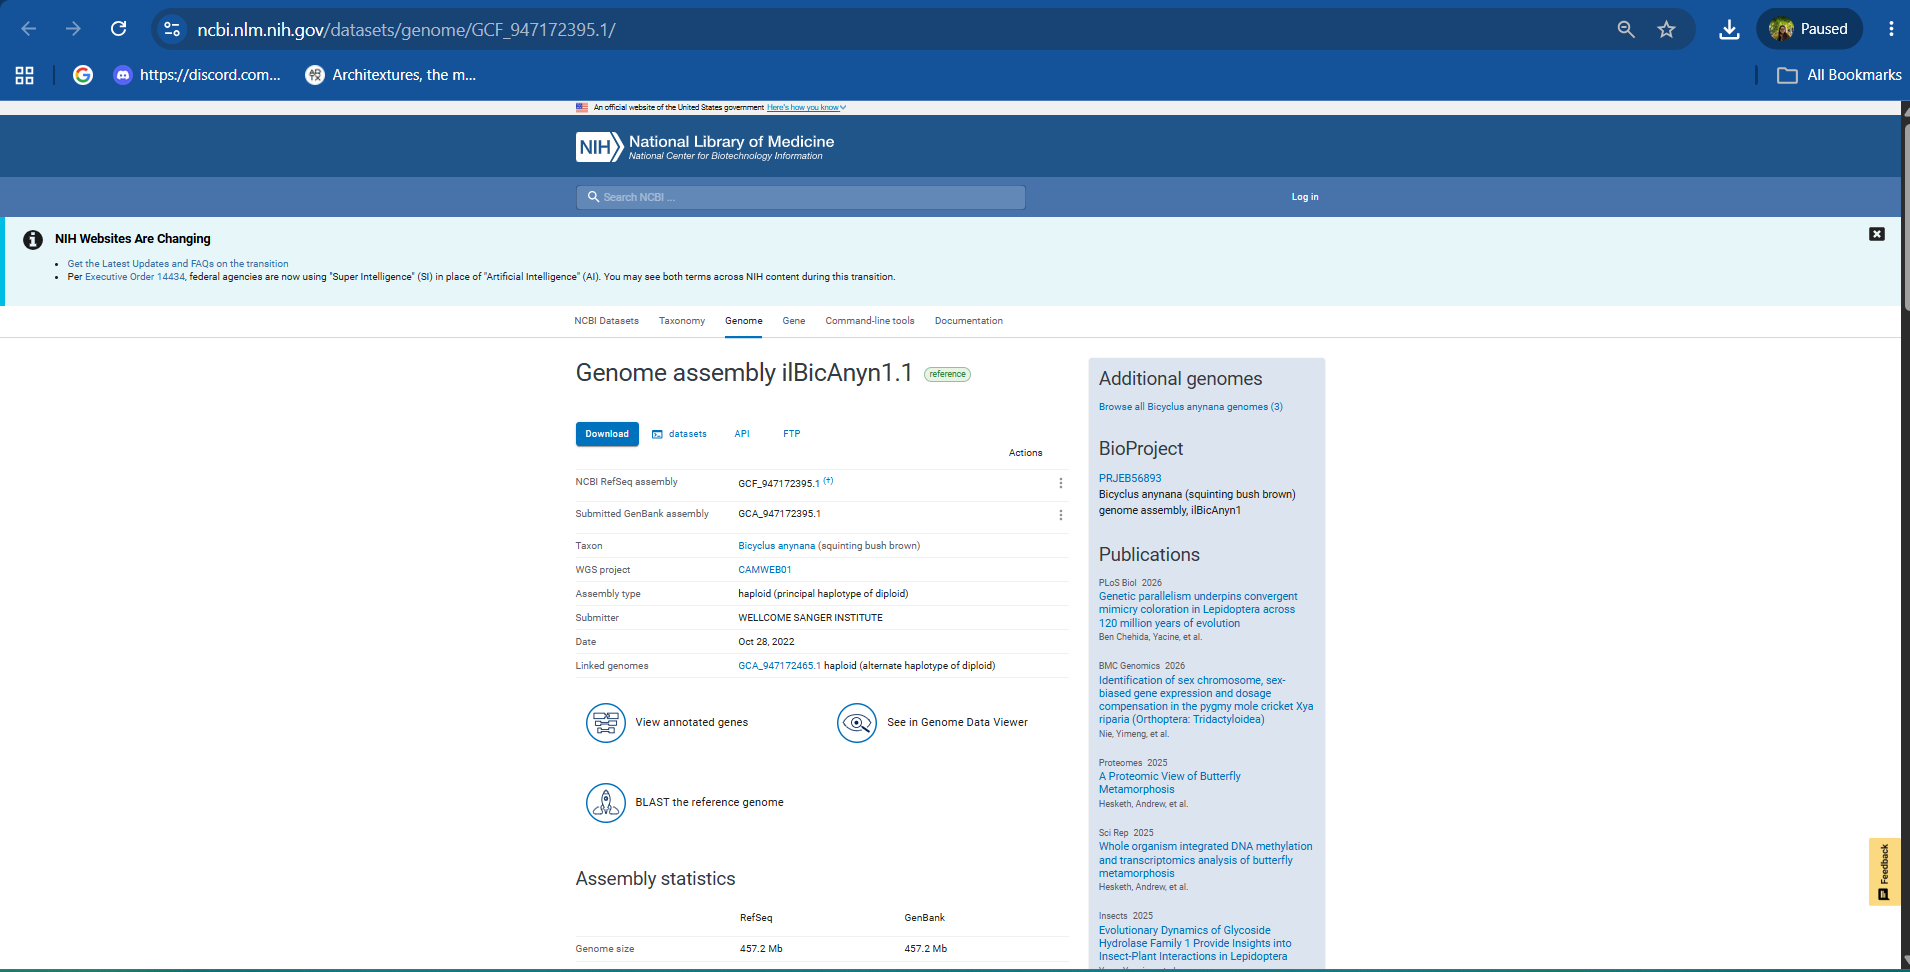 ncbi.nlm.nih.gov/datasets/genome/GCF_947172395.1/
Paused
https://discord.com...
Architextures, the m...
All Bookmarks
An official website of the United States government Here's how you know
NIH National Library of Medicine
National Center for Biotechnology Information
Search NCBI ...
Log in
NIH Websites Are Changing
• Get the Latest Updates and FAQs on the transition
• Per Executive Order 14434, federal agencies are now using "Super Intelligence" (SI) in place of "Artificial Intelligence" (AI). You may see both terms across NIH content during this transition.
NCBI Datasets Taxonomy Genome Gene Command-line tools Documentation
Genome assembly ilBicAnyn1.1 reference
Download datasets API FTP
Actions
NCBI RefSeq assembly GCF_947172395.1 (+)
Submitted GenBank assembly GCA_947172395.1
Taxon Bicyclus anynana (squinting bush brown)
WGS project CAMWEB01
Assembly type haploid (principal haplotype of diploid)
Submitter WELLCOME SANGER INSTITUTE
Date Oct 28, 2022
Linked genomes GCA_947172465.1 haploid (alternate haplotype of diploid)
View annotated genes
See in Genome Data Viewer
BLAST the reference genome
Assembly statistics
RefSeq GenBank
Genome size 457.2 Mb 457.2 Mb
Additional genomes
Browse all Bicyclus anynana genomes (3)
BioProject
PRJEB56893
Bicyclus anynana (squinting bush brown)
genome assembly, ilBicAnyn1
Publications
PLoS Biol 2026
Genetic parallelism underpins convergent
mimicry coloration in Lepidoptera across
120 million years of evolution
Ben Chehida, Yacine, et al.
BMC Genomics 2026
Identification of sex chromosome, sex-
biased gene expression and dosage
compensation in the pygmy mole cricket Xya
riparia (Orthoptera: Tridactyloidea)
Nie, Yimeng, et al.
Proteomes 2025
A Proteomic View of Butterfly
Metamorphosis
Hesketh, Andrew, et al.
Sci Rep 2025
Whole organism integrated DNA methylation
and transcriptomics analysis of butterfly
metamorphosis
Hesketh, Andrew, et al.
Insects 2025
Evolutionary Dynamics of Glycoside
Hydrolase Family 1 Provide Insights into
Insect-Plant Interactions in Lepidoptera
Feedback